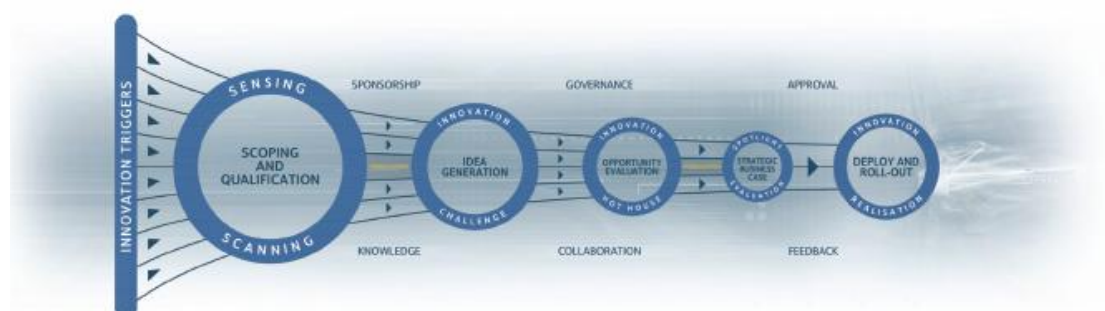 INNOVATION TRIGGERS
SENSING
SCOPING
AND
QUALIFICATION
SCANNING
SPONSORSHIP
KNOWLEDGE
INNOVATION
IDEA
GENERATION
CHALLENGE
GOVERNANCE
COLLABORATION
INNOVATION
OPPORTUNITY
EVALUATION
HOT HOUSE
APPROVAL
FEEDBACK
SPOTLIGHT
STRATEGIC
BUSINESS
CASE
EVALUATION
INNOVATION
DEPLOY AND
ROLL-OUT
REALISATION